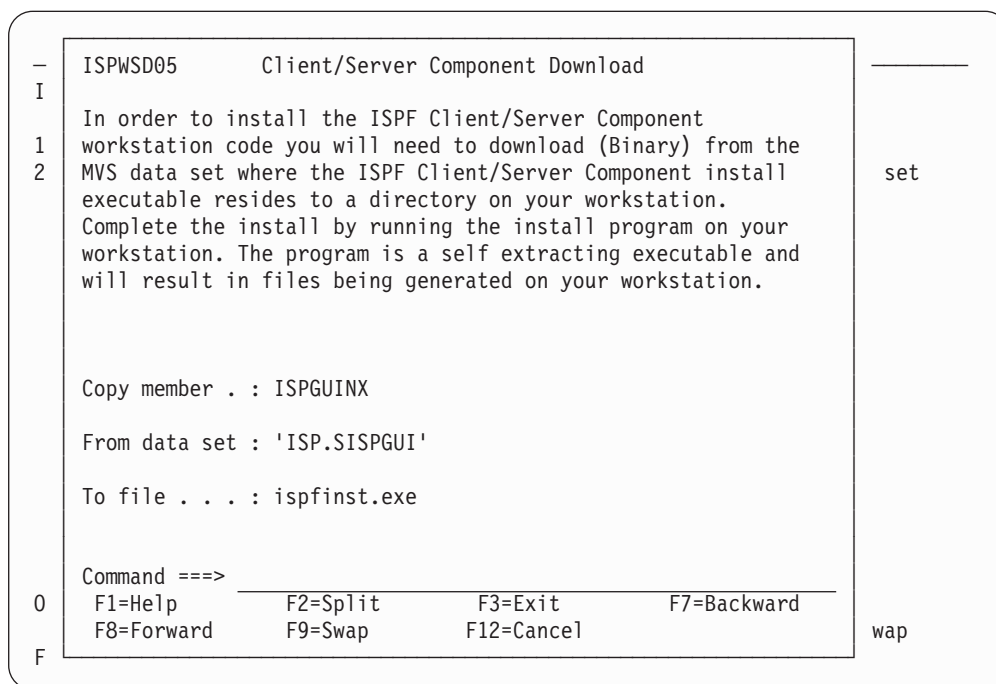 ISPWSD05 Client/Server Component Download
I
In order to install the ISPF Client/Server Component
1 workstation code you will need to download (Binary) from the
2 MVS data set where the ISPF Client/Server Component install set
executable resides to a directory on your workstation.
Complete the install by running the install program on your
workstation. The program is a self extracting executable and
will result in files being generated on your workstation.
Copy member . : ISPGUINX
From data set : 'ISP.SISPGUI'
To file . . . : ispfinst.exe
Command ===>
O F1=Help F2=Split F3=Exit F7=Backward
F8=Forward F9=Swap F12=Cancel wap
F